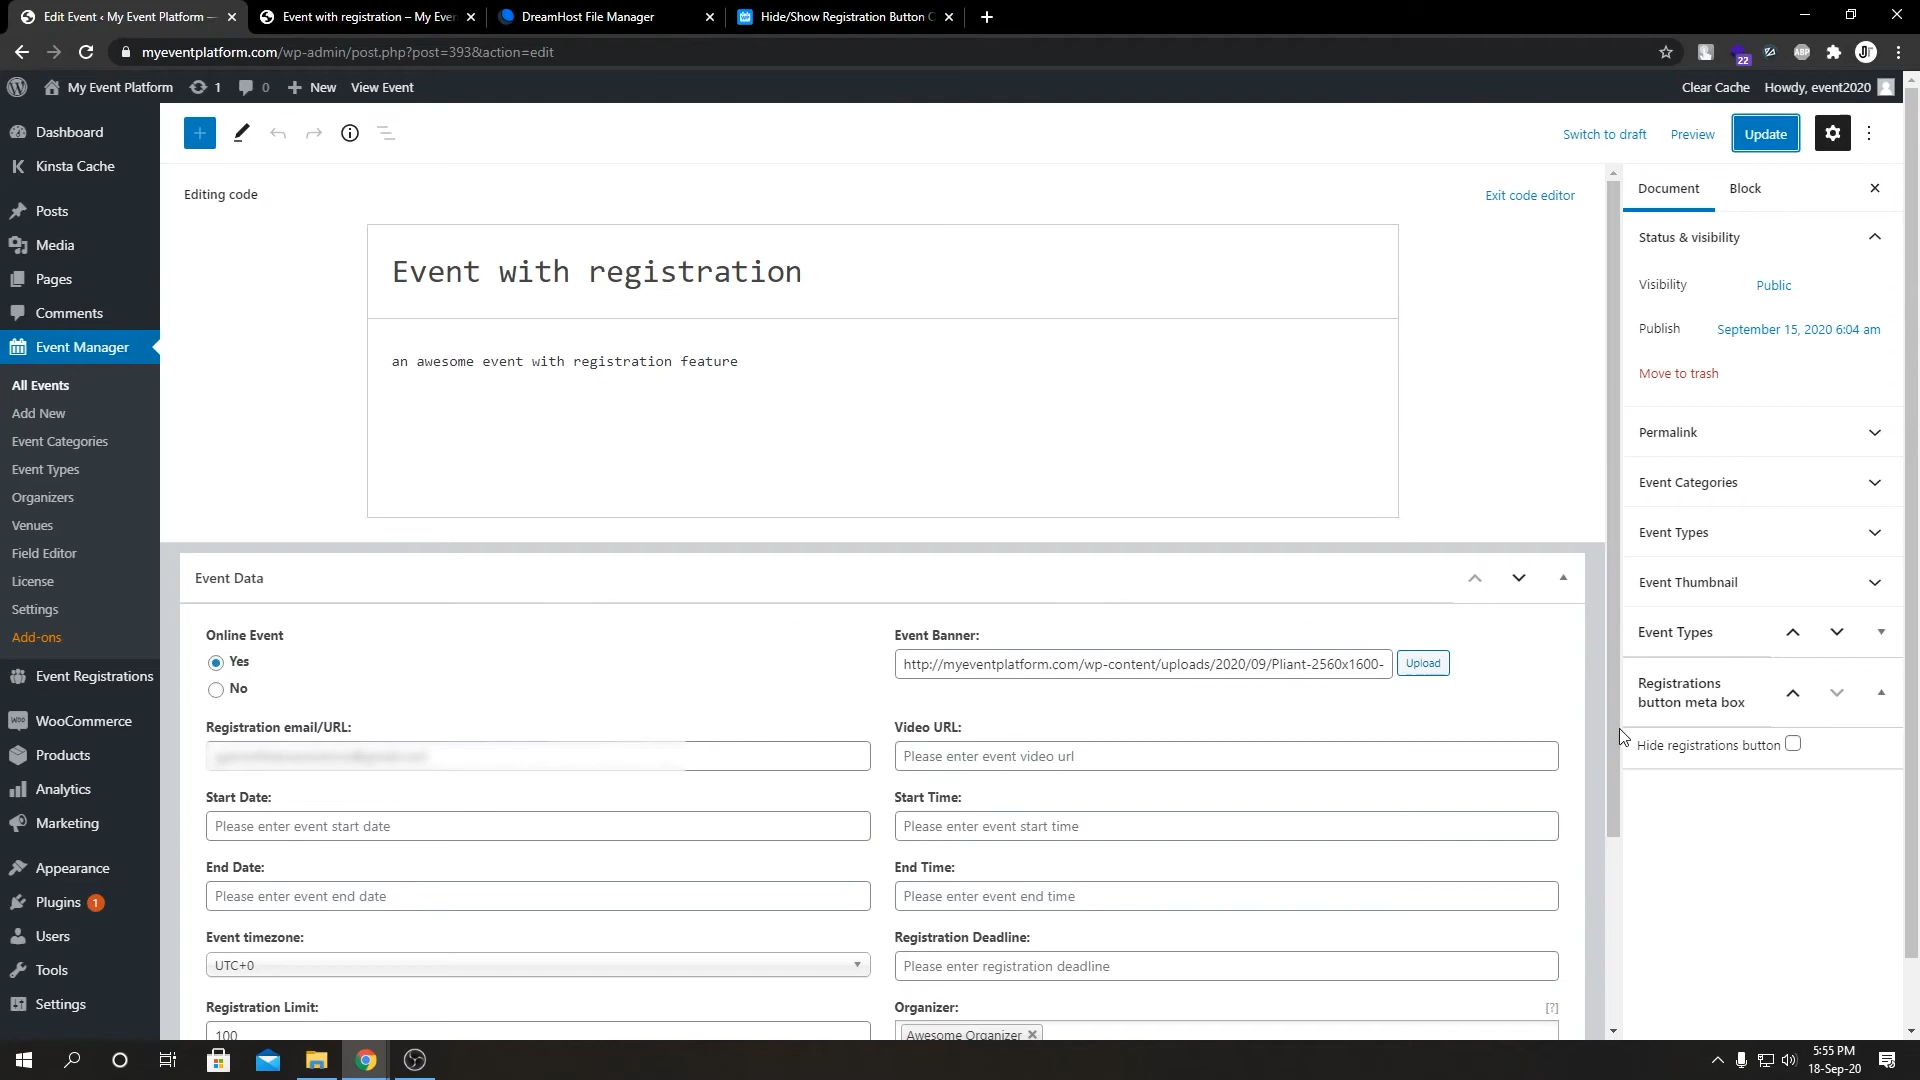 Edit Event ‹ My Event Platform —
Event with registration – My Even
DreamHost File Manager
Hide/Show Registration Button C
myeventplatform.com/wp-admin/post.php?post=393&action=edit
22
ABP
My Event Platform
1
0
New
View Event
Clear Cache
Howdy, event2020
Dashboard
Kinsta Cache
Posts
Media
Pages
Comments
Event Manager
All Events
Add New
Event Categories
Event Types
Organizers
Venues
Field Editor
License
Settings
Add-ons
Event Registrations
WooCommerce
Products
Analytics
Marketing
Appearance
Plugins 1
Users
Tools
Settings
Switch to draft
Preview
Update
Editing code
Exit code editor
Event with registration
an awesome event with registration feature
Event Data
Online Event
Yes
No
Event Banner:
http://myeventplatform.com/wp-content/uploads/2020/09/Pliant-2560x1600-
Upload
Registration email/URL:
Video URL:
Please enter event video url
Start Date:
Please enter event start date
Start Time:
Please enter event start time
End Date:
Please enter event end date
End Time:
Please enter event end time
Event timezone:
UTC+0
Registration Deadline:
Please enter registration deadline
Registration Limit:
100
Organizer:
[?]
Awesome Organizer
Document
Block
Status & visibility
Visibility
Public
Publish
September 15, 2020 6:04 am
Move to trash
Permalink
Event Categories
Event Types
Event Thumbnail
Event Types
Registrations
button meta box
Hide registrations button
5:55 PM
18-Sep-20